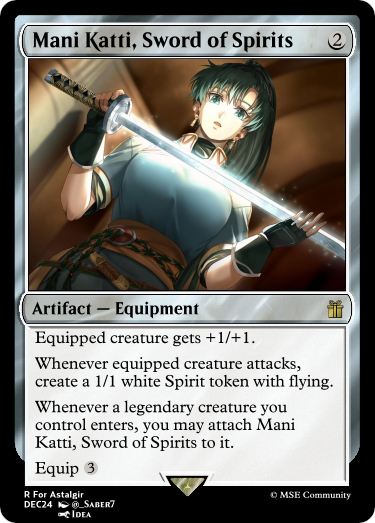 Mani Katti, Sword of Spirits 2
Artifact — Equipment
Equipped creature gets +1/+1.
Whenever equipped creature attacks,
create a 1/1 white Spirit token with flying.
Whenever a legendary creature you
control enters, you may attach Mani
Katti, Sword of Spirits to it.
Equip 3
R For Astalgir
DEC24 @_Saber7
Idea
© MSE Community